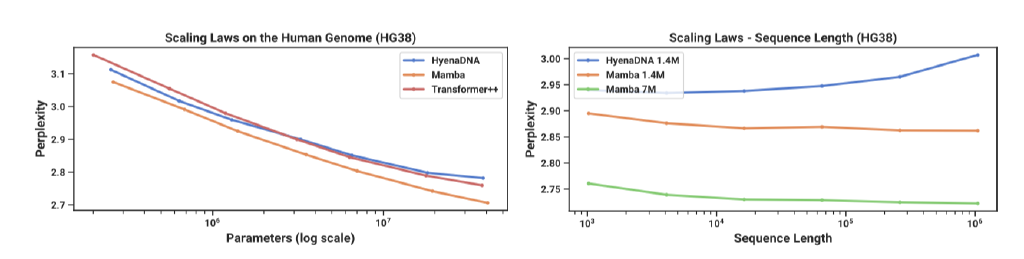 Scaling Laws on the Human Genome (HG38)
HyenaDNA
Mamba
Transformer++
Perplexity
3.1
3.0
2.9
2.8
2.7
10⁶
10⁷
Parameters (log scale)
Scaling Laws - Sequence Length (HG38)
HyenaDNA 1.4M
Mamba 1.4M
Mamba 7M
Perplexity
3.00
2.95
2.90
2.85
2.80
2.75
10³
10⁴
10⁵
10⁶
Sequence Length